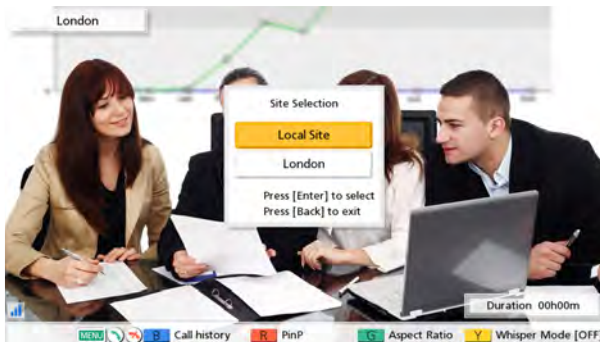 London
Site Selection
Local Site
London
Press [Enter] to select
Press [Back] to exit
Duration 00h00m
MENU B Call history R PinP G Aspect Ratio Y Whisper Mode [OFF]